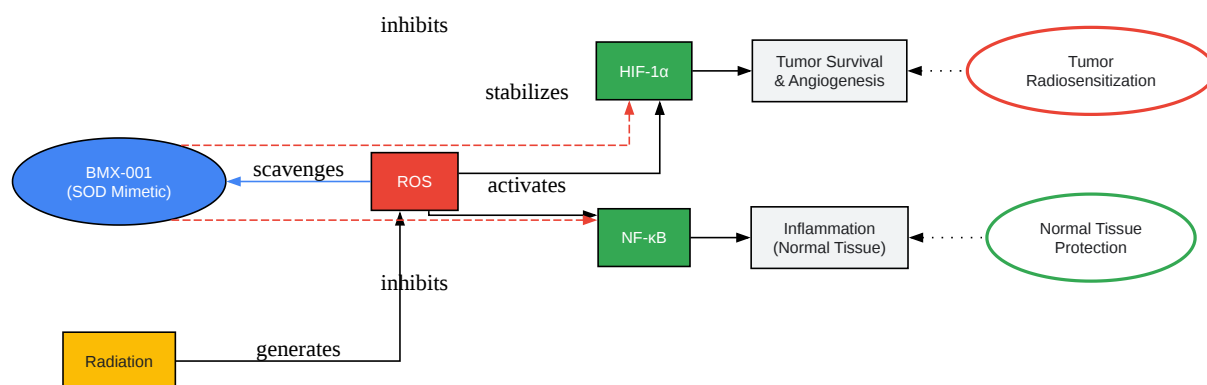 inhibits
HIF-1α
Tumor Survival
& Angiogenesis
Tumor
Radiosensitization
stabilizes
BMX-001
(SOD Mimetic)
scavenges
ROS
activates
NF-κB
Inflammation
(Normal Tissue)
Normal Tissue
Protection
inhibits
Radiation
generates